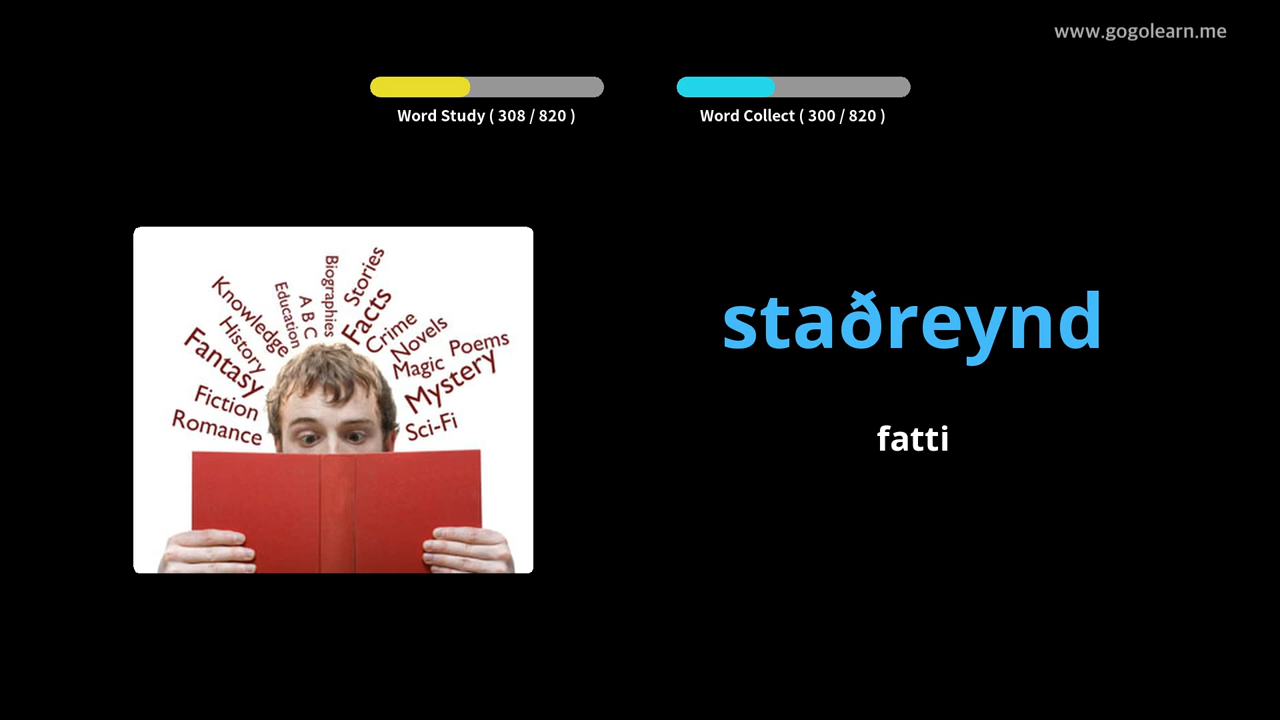 www.gogolearn.me
Word Study ( 308 / 820 )
Word Collect ( 300 / 820 )
Stories
Biographies
Facts
Education
A B C
Knowledge
Crime
History
Novels
Fantasy
Magic
Poems
Mystery
Fiction
Romance
Sci-Fi
staðreynd
fatti